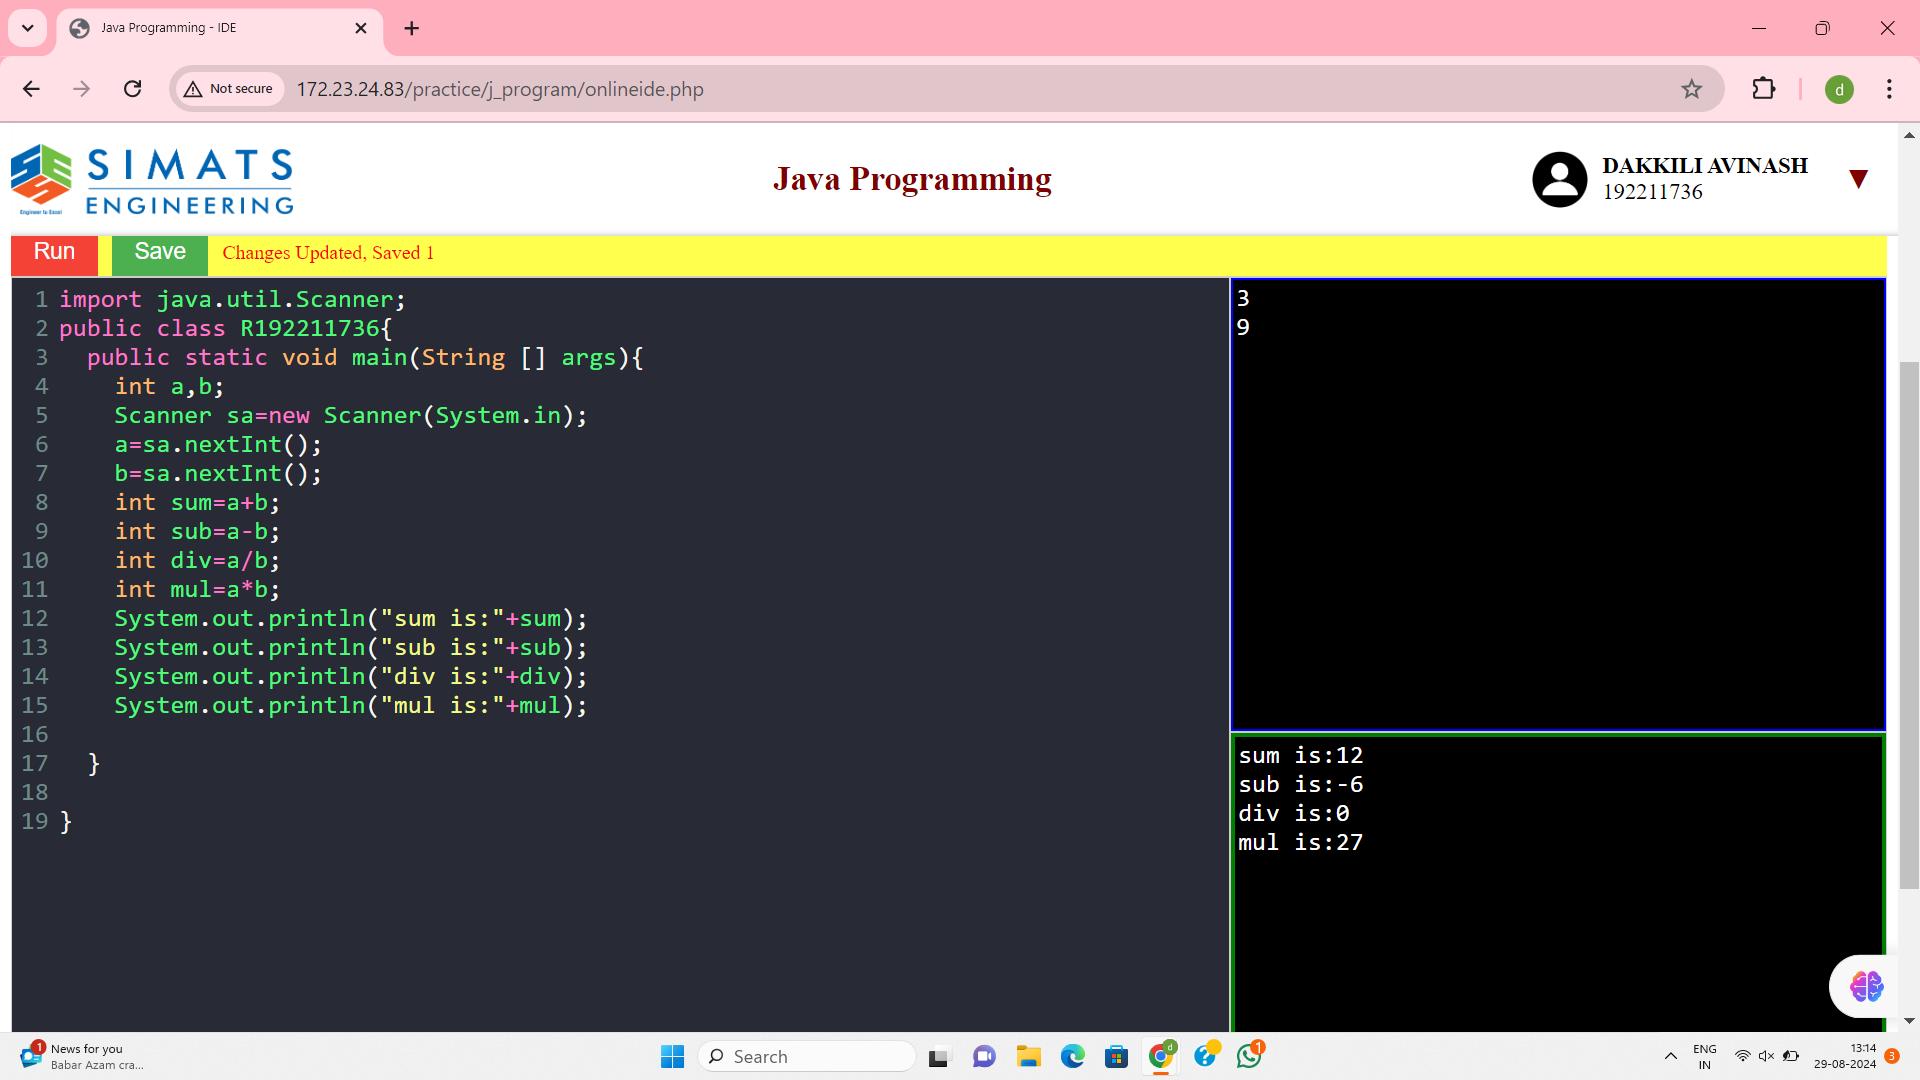 Java Programming - IDE
Not secure
172.23.24.83/practice/j_program/onlineide.php
d
SIMATS
ENGINEERING
Engineer to Excel
Java Programming
DAKKILI AVINASH
192211736
Run
Save
Changes Updated, Saved 1
1 import java.util.Scanner;
2 public class R192211736{
3   public static void main(String [] args){
4     int a,b;
5     Scanner sa=new Scanner(System.in);
6     a=sa.nextInt();
7     b=sa.nextInt();
8     int sum=a+b;
9     int sub=a-b;
10     int div=a/b;
11     int mul=a*b;
12     System.out.println("sum is:"+sum);
13     System.out.println("sub is:"+sub);
14     System.out.println("div is:"+div);
15     System.out.println("mul is:"+mul);
16
17   }
18
19 }
3
9
sum is:12
sub is:-6
div is:0
mul is:27
1
News for you
Babar Azam cra...
Search
d
1
ENG
IN
13:14
29-08-2024
3